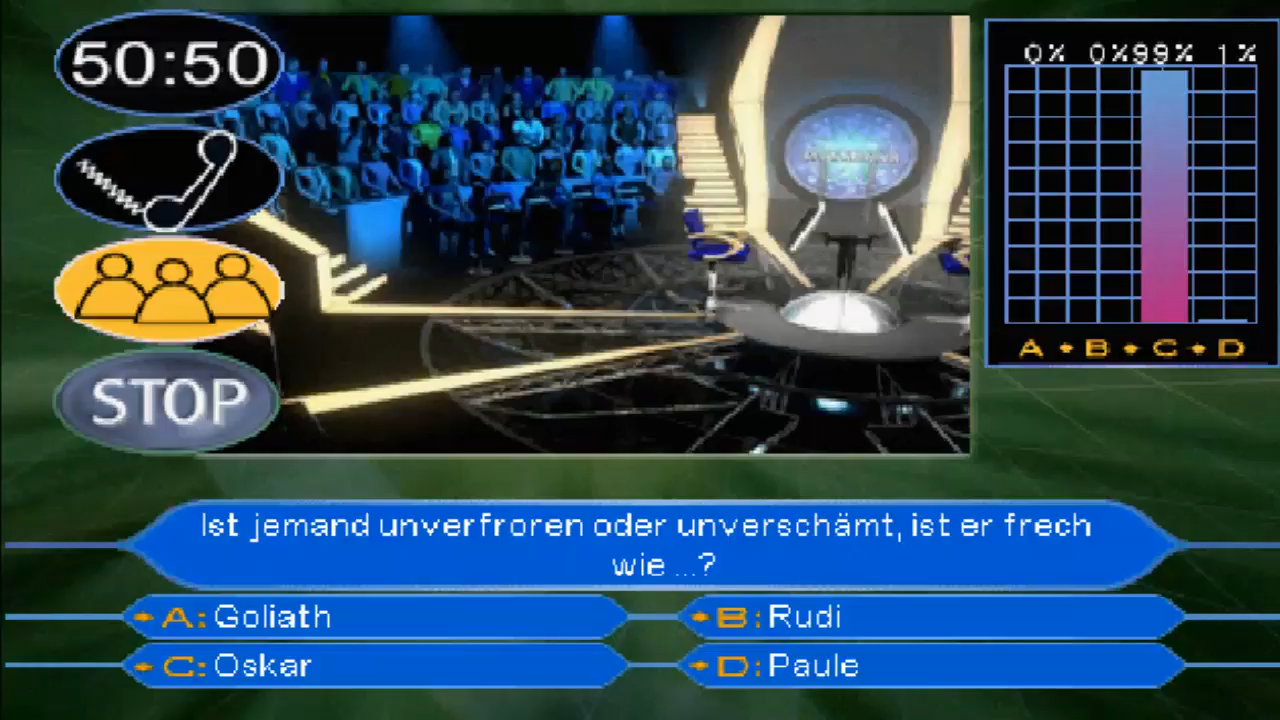 50:50
STOP
0% 0% 99% 1%
A B C D
Ist jemand unverfroren oder unverschämt, ist er frech
wie ...?
A: Goliath
B: Rudi
C: Oskar
D: Paule